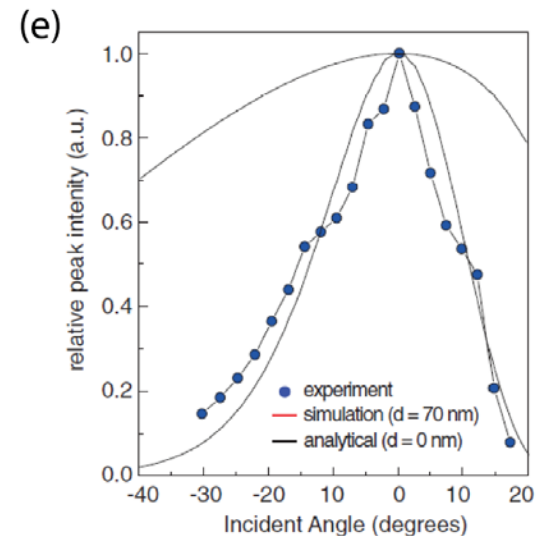 (e)
relative peak intenity (a.u.)
1.0
0.8
0.6
0.4
0.2
0.0
experiment
simulation (d = 70 nm)
analytical (d = 0 nm)
-40 -30 -20 -10 0 10 20
Incident Angle (degrees)